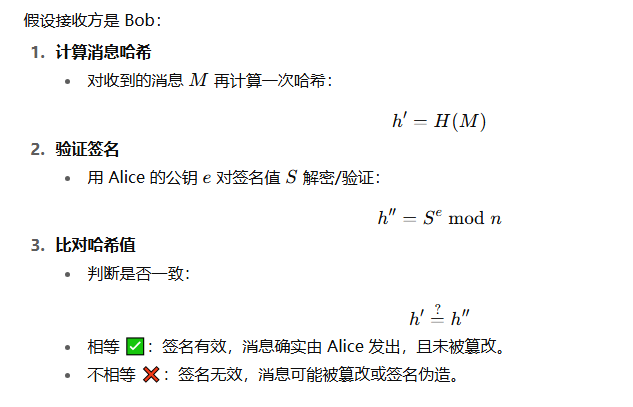 假设接收方是 Bob：
1. 计算消息哈希
• 对收到的消息 M 再计算一次哈希：
h′ = H(M)
2. 验证签名
• 用 Alice 的公钥 e 对签名值 S 解密/验证：
h″ = Sᵉ mod n
3. 比对哈希值
• 判断是否一致：
h′ ≟ h″
• 相等 ✅：签名有效，消息确实由 Alice 发出，且未被篡改。
• 不相等 ❌：签名无效，消息可能被篡改或签名伪造。